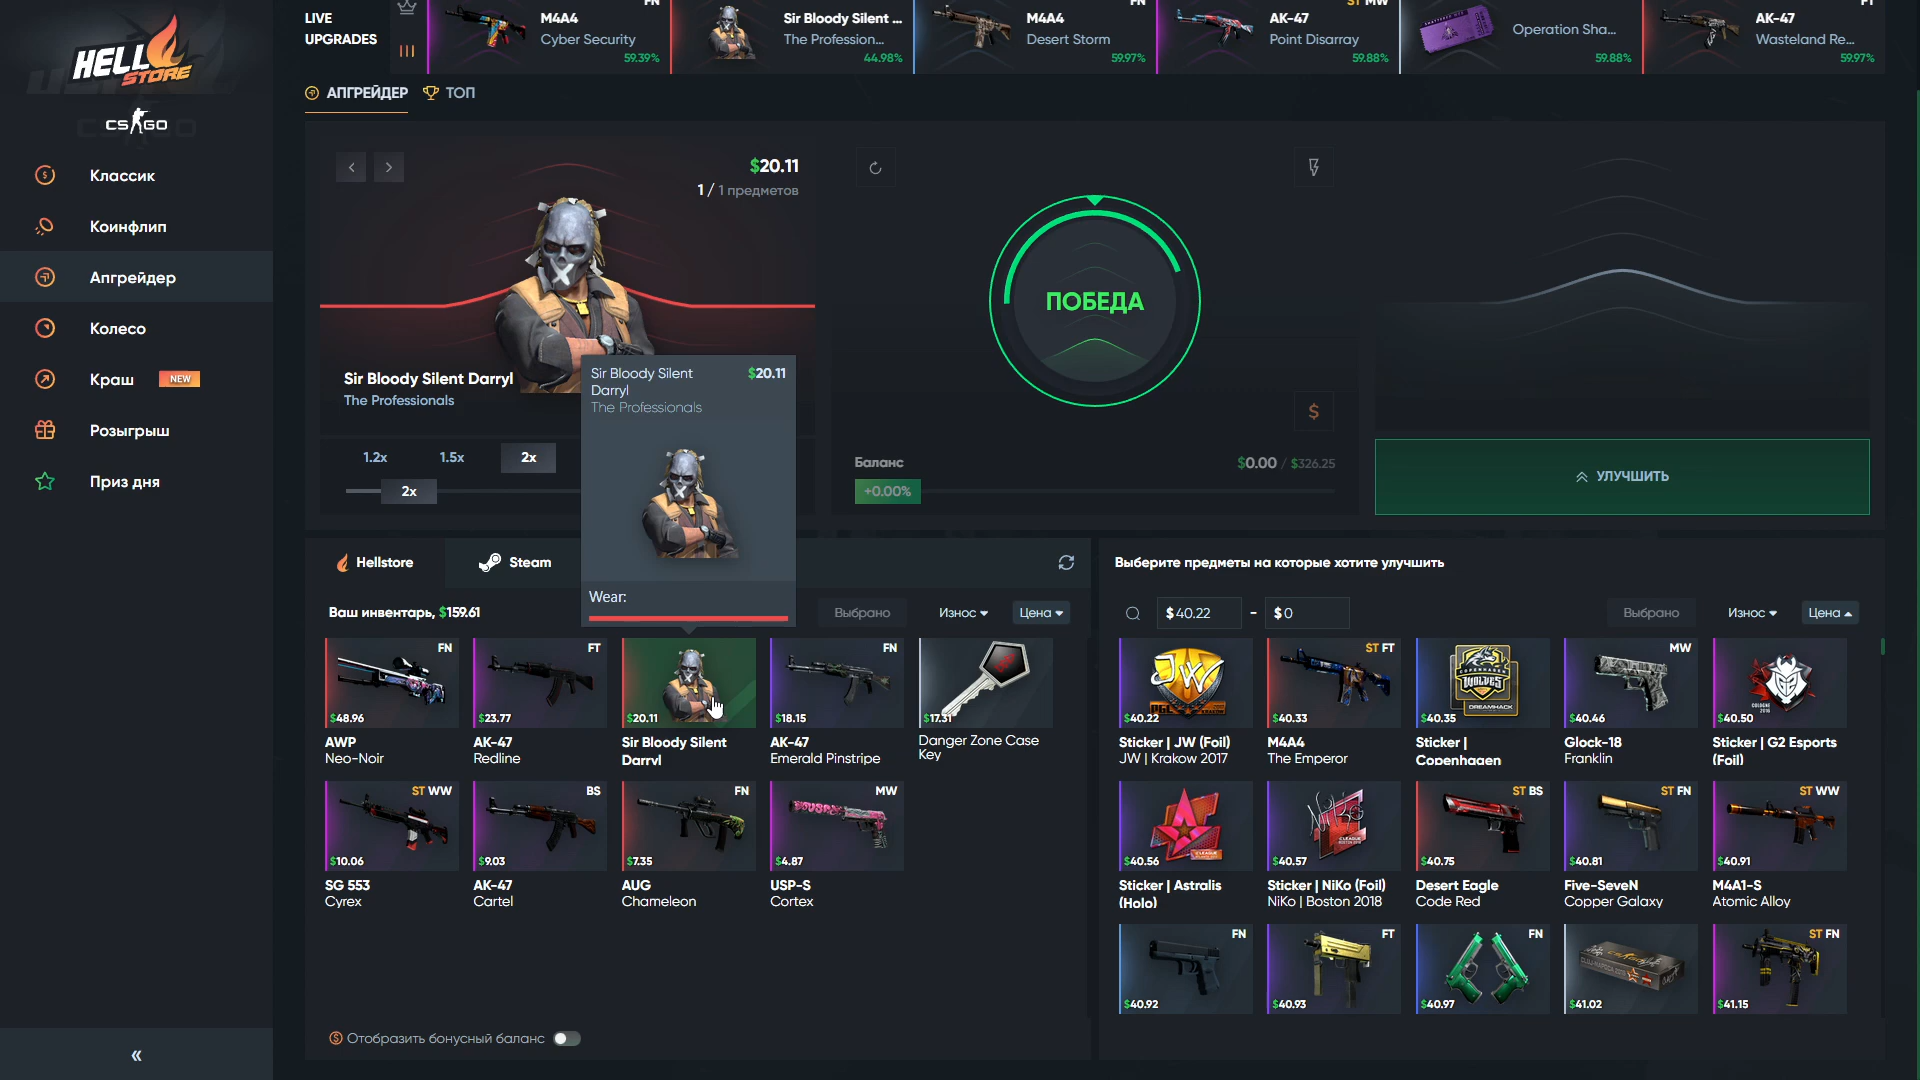 HELL
STORE
CS GO
Классик
Коинфлип
Апгрейдер
Колесо
Краш NEW
Розыгрыш
Приз дня
«
LIVE
UPGRADES
FN
M4A4
Cyber Security
59.39%
Sir Bloody Silent ...
The Profession...
44.98%
FN
M4A4
Desert Storm
59.97%
ST MW
AK-47
Point Disarray
59.88%
Operation Sha...
59.88%
FT
AK-47
Wasteland Re...
59.97%
АПГРЕЙДЕР ТОП
$20.11
1 / 1 предметов
Sir Bloody Silent Darryl
The Professionals
1.2x 1.5x 2x
2x
Sir Bloody Silent
Darryl
$20.11
The Professionals
Wear:
ПОБЕДА
$
Баланс $0.00 / $326.25
+0.00%
УЛУЧШИТЬ
Hellstore Steam
Ваш инвентарь, $159.61 Выбрано Износ Цена
FN
$48.96
AWP
Neo-Noir
FT
$23.77
AK-47
Redline
$20.11
Sir Bloody Silent
Darryl
FN
$18.15
AK-47
Emerald Pinstripe
$17.31
Danger Zone Case
Key
ST WW
$10.06
SG 553
Cyrex
BS
$9.03
AK-47
Cartel
FN
$7.35
AUG
Chameleon
MW
$4.87
USP-S
Cortex
Отобразить бонусный баланс
Выберите предметы на которые хотите улучшить
$ 40.22 - $ 0 Выбрано Износ Цена
$40.22
Sticker | JW (Foil)
JW | Krakow 2017
ST FT
$40.33
M4A4
The Emperor
COPENHAGEN
WOLVES
DREAMHACK
$40.35
Sticker |
Copenhagen
MW
$40.46
Glock-18
Franklin
$40.50
Sticker | G2 Esports
(Foil)
$40.56
Sticker | Astralis
(Holo)
$40.57
Sticker | NiKo (Foil)
NiKo | Boston 2018
ST BS
$40.75
Desert Eagle
Code Red
ST FN
$40.81
Five-SeveN
Copper Galaxy
ST WW
$40.91
M4A1-S
Atomic Alloy
FN
$40.92
FT
$40.93
FN
$40.97
$41.02
ST FN
$41.15